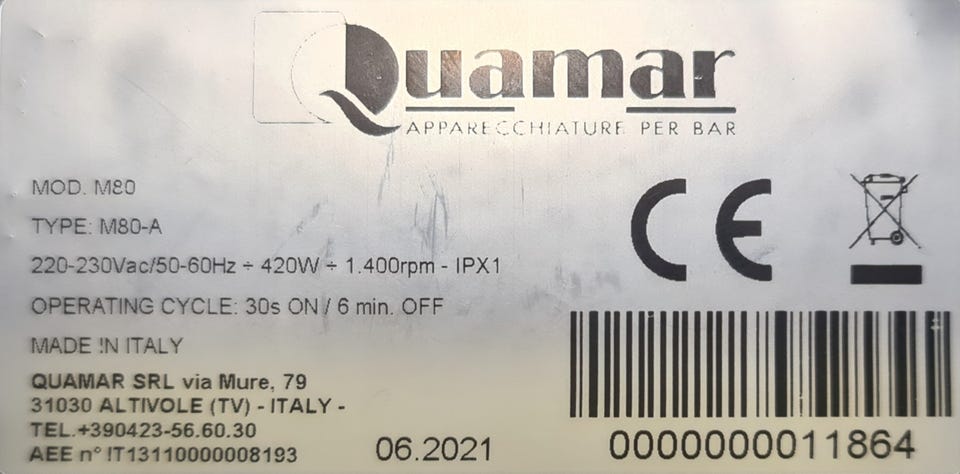 Quamar
APPARECCHIATURE PER BAR
MOD. M80
TYPE: M80-A
220-230Vac/50-60Hz ÷ 420W ÷ 1.400rpm - IPX1
OPERATING CYCLE: 30s ON / 6 min. OFF
MADE IN ITALY
QUAMAR SRL via Mure, 79
31030 ALTIVOLE (TV) - ITALY -
TEL.+390423-56.60.30
AEE n° IT13110000008193
06.2021
CE
0000000011864